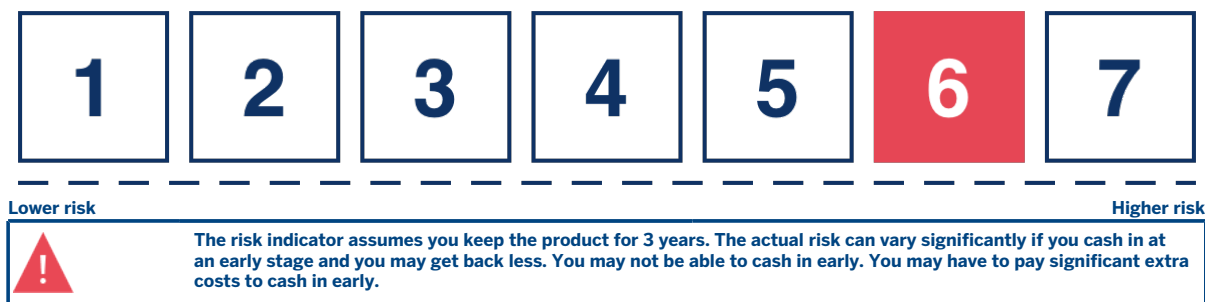 1 2 3 4 5 6 7
Lower risk Higher risk
!
The risk indicator assumes you keep the product for 3 years. The actual risk can vary significantly if you cash in at
an early stage and you may get back less. You may not be able to cash in early. You may have to pay significant extra
costs to cash in early.